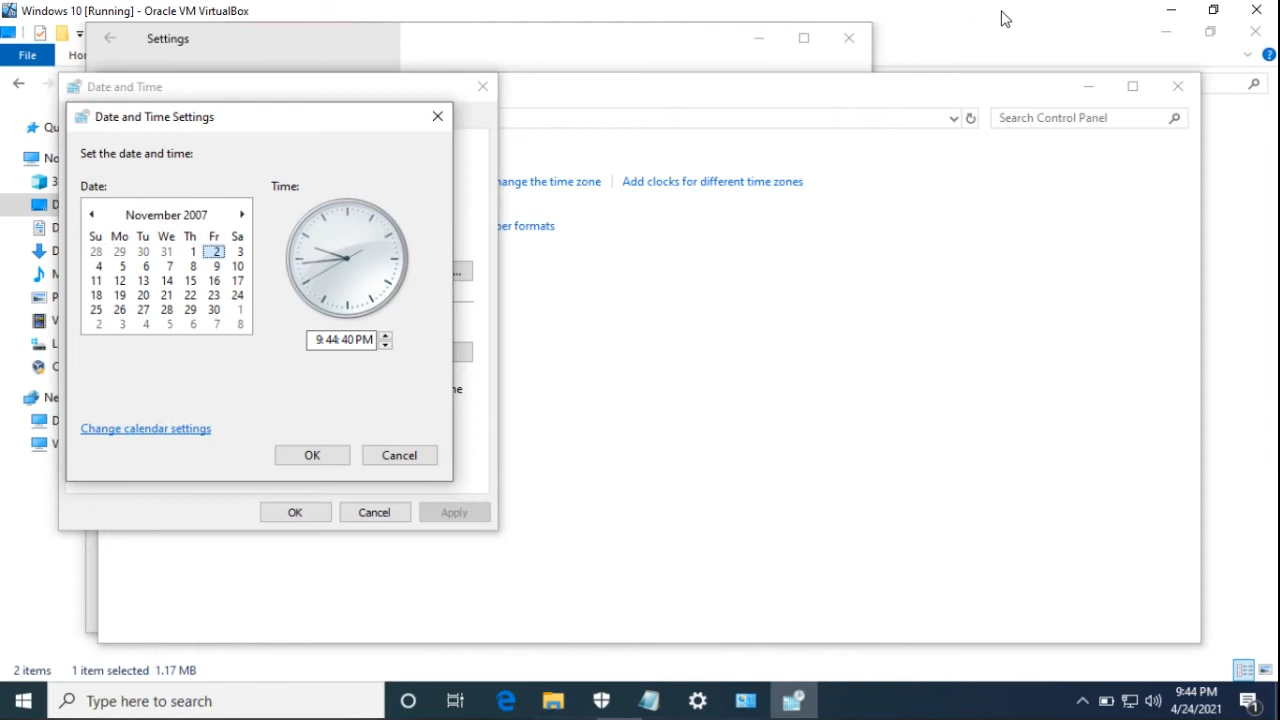 Windows 10 [Running] - Oracle VM VirtualBox
Settings
File
Date and Time
Date and Time Settings
Search Control Panel
Set the date and time:
Date:
Time:
hange the time zone
Add clocks for different time zones
November 2007
Su Mo Tu We Th Fr Sa
28 29 30 31 1 2 3
4 5 6 7 8 9 10
11 12 13 14 15 16 17
18 19 20 21 22 23 24
25 26 27 28 29 30 1
2 3 4 5 6 7 8
er formats
...
9:44:40 PM
Change calendar settings
OK
Cancel
OK
Cancel
Apply
2 items
1 item selected 1.17 MB
Type here to search
9:44 PM
4/24/2021
1